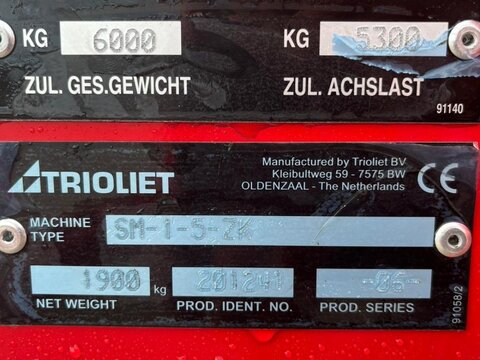 KG 6000 KG 5300
ZUL. GES.GEWICHT ZUL. ACHSLAST
91140
TRIOLIET
Manufactured by Trioliet BV
Kleibultweg 59 - 7575 BW
OLDENZAAL - The Netherlands
CE
MACHINE TYPE SM-1-S-ZK
1900 kg 201241 -06-
NET WEIGHT PROD. IDENT. NO. PROD. SERIES
91058/2